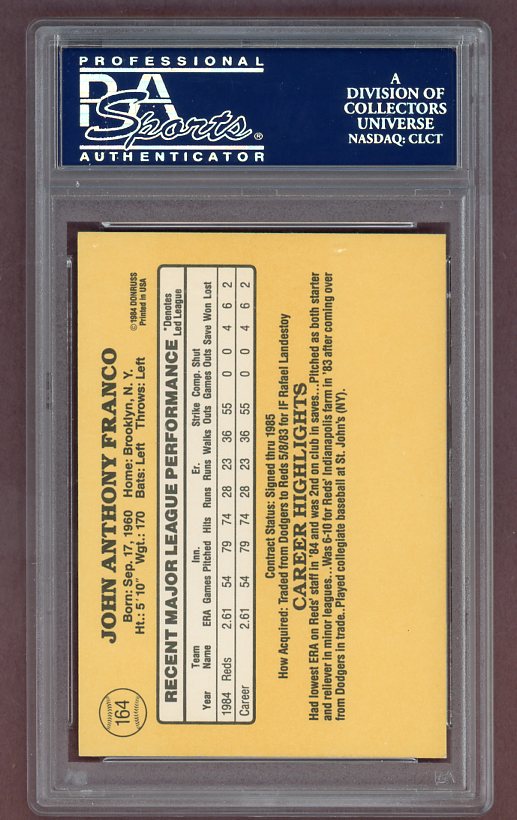 PROFESSIONAL
PSA
Sports®
AUTHENTICATOR
A
DIVISION OF
COLLECTORS
UNIVERSE
NASDAQ: CLCT
164
JOHN ANTHONY FRANCO
Born: Sep. 17, 1960 Home: Brooklyn, N. Y.
Ht.: 5'10" Wgt.: 170 Bats: Left Throws: Left
©1984 DONRUSS
Printed in USA
RECENT MAJOR LEAGUE PERFORMANCE
*Denotes
Led League
Team Inn. Er. Strike Comp. Shut
Year Name ERA Games Pitched Hits Runs Runs Walks Outs Games Outs Save Won Lost
1984 Reds 2.61 54 79 74 28 23 36 55 0 0 4 6 2
Career 2.61 54 79 74 28 23 36 55 0 0 4 6 2
Contract Status: Signed thru 1985
How Acquired: Traded from Dodgers to Reds 5/8/83 for IF Rafael Landestoy
CAREER HIGHLIGHTS
Had lowest ERA on Reds' staff in '84 and was 2nd on club in saves...Pitched as both starter
and reliever in minor leagues...Was 6-10 for Reds' Indianapolis farm in '83 after coming over
from Dodgers in trade..Played collegiate baseball at St. John's (NY).